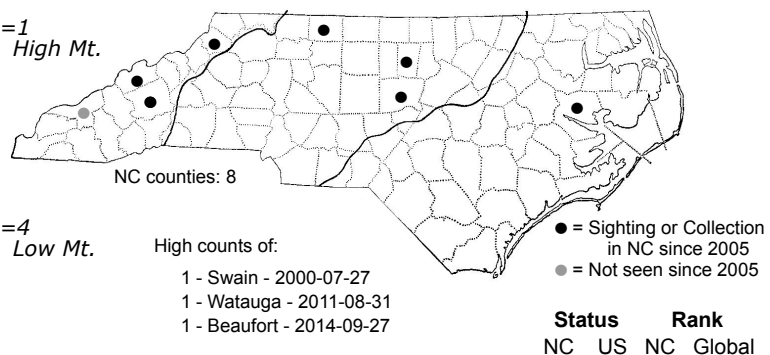 =1
High Mt.
NC counties: 8
=4
Low Mt.
High counts of:
1 - Swain - 2000-07-27
1 - Watauga - 2011-08-31
1 - Beaufort - 2014-09-27
● = Sighting or Collection
in NC since 2005
● = Not seen since 2005
Status Rank
NC US NC Global